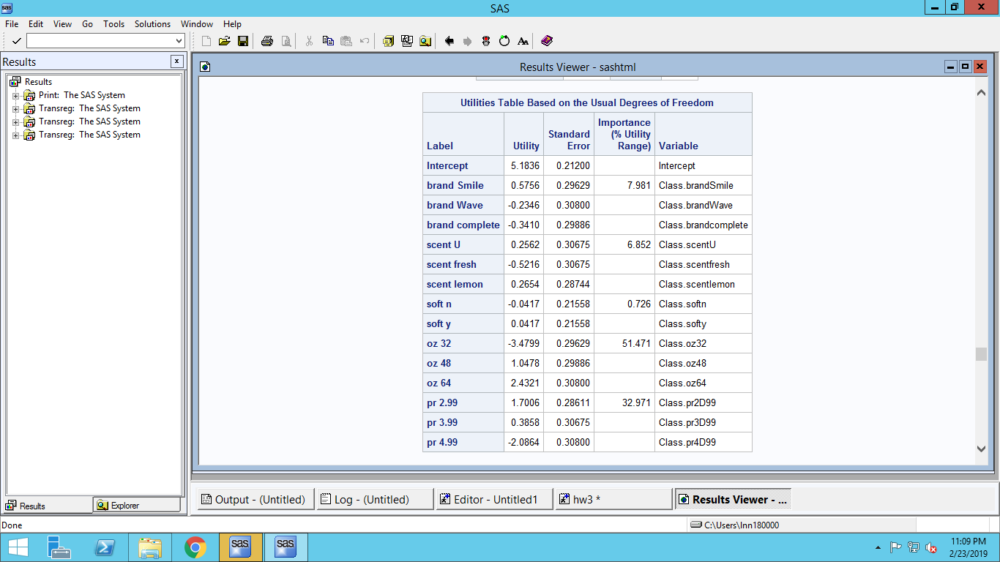 SAS
File Edit View Go Tools Solutions Window Help
Results
Results Viewer - sashtml
Results
Print: The SAS System
Transreg: The SAS System
Transreg: The SAS System
Transreg: The SAS System
Utilities Table Based on the Usual Degrees of Freedom
Label Utility Standard Error Importance (% Utility Range) Variable
Intercept 5.1836 0.21200 Intercept
brand Smile 0.5756 0.29629 7.981 Class.brandSmile
brand Wave -0.2346 0.30800 Class.brandWave
brand complete -0.3410 0.29886 Class.brandcomplete
scent U 0.2562 0.30675 6.852 Class.scentU
scent fresh -0.5216 0.30675 Class.scentfresh
scent lemon 0.2654 0.28744 Class.scentlemon
soft n -0.0417 0.21558 0.726 Class.softn
soft y 0.0417 0.21558 Class.softy
oz 32 -3.4799 0.29629 51.471 Class.oz32
oz 48 1.0478 0.29886 Class.oz48
oz 64 2.4321 0.30800 Class.oz64
pr 2.99 1.7006 0.28611 32.971 Class.pr2D99
pr 3.99 0.3858 0.30675 Class.pr3D99
pr 4.99 -2.0864 0.30800 Class.pr4D99
Results Explorer
Output - (Untitled) Log - (Untitled) Editor - Untitled1 hw3 * Results Viewer - ...
Done C:\Users\lnn180000
sas sas
11:09 PM
2/23/2019